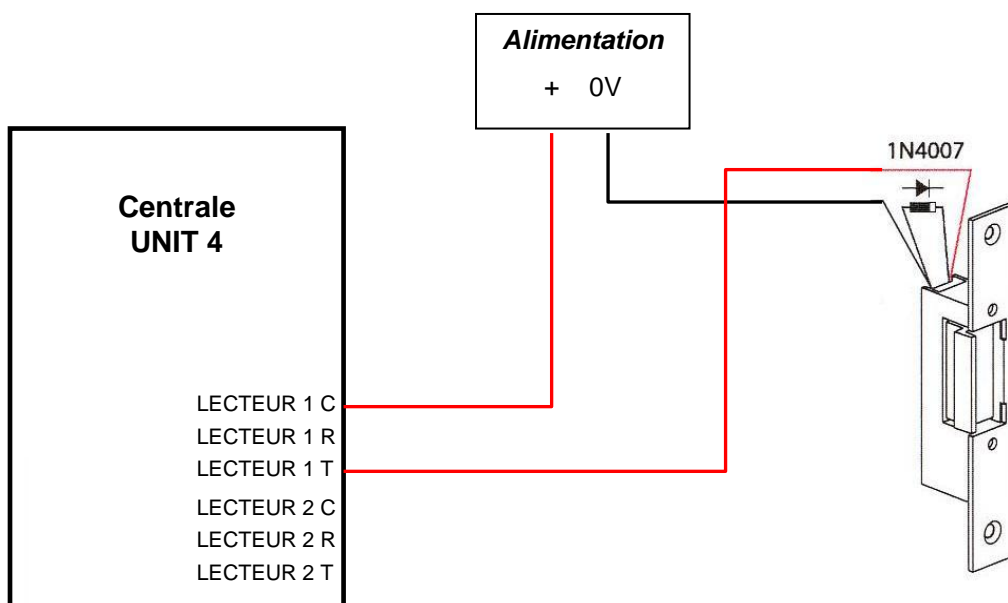 Alimentation
+ 0V
1N4007
Centrale
UNIT 4
LECTEUR 1 C
LECTEUR 1 R
LECTEUR 1 T
LECTEUR 2 C
LECTEUR 2 R
LECTEUR 2 T